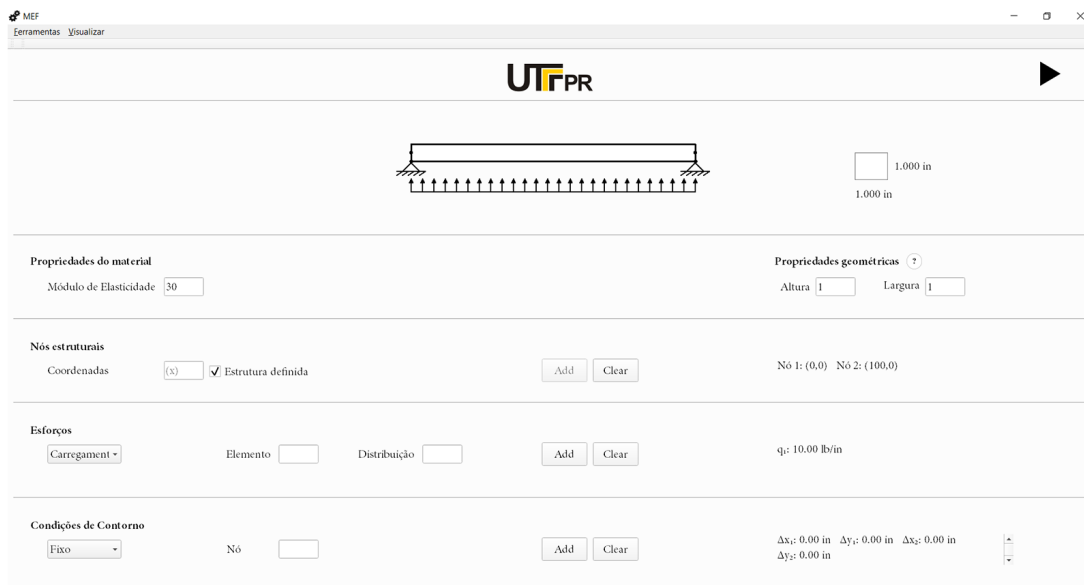 MEF
Ferramentas Visualizar
UTFPR
1.000 in
1.000 in
Propriedades do material
Propriedades geométricas ?
Módulo de Elasticidade 30
Altura 1 Largura 1
Nós estruturais
Coordenadas (x) Estrutura definida Add Clear Nó 1: (0,0) Nó 2: (100,0)
Esforços
Carregament Elemento Distribuição Add Clear q₁: 10.00 lb/in
Condições de Contorno
Fixo Nó Add Clear Δx₁: 0.00 in Δy₁: 0.00 in Δx₂: 0.00 in
Δy₂: 0.00 in